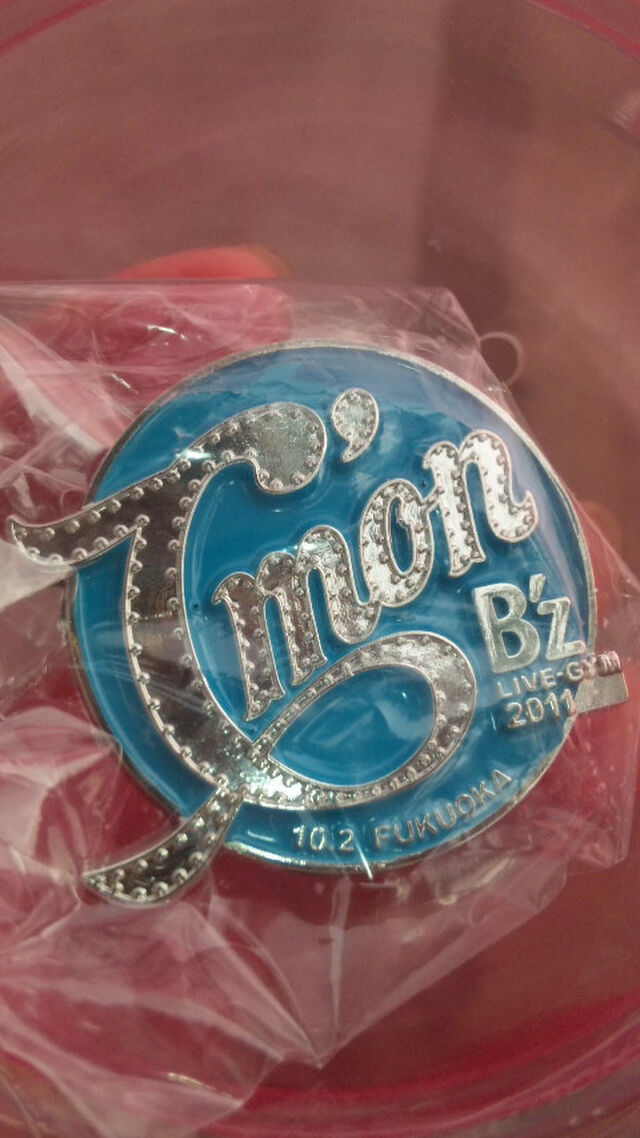 C'mon
B'z
LIVE-GYM
2011
10.2 FUKUOKA